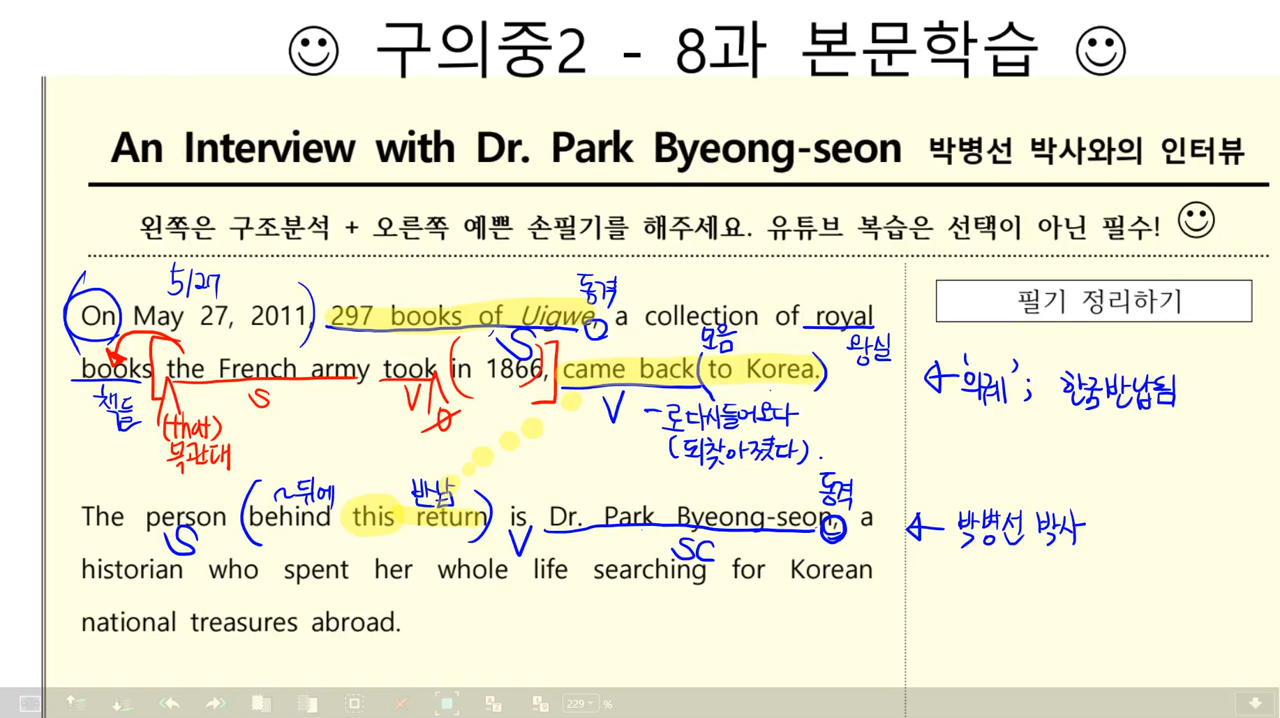 ☺ 구의중2 - 8과 본문학습 ☺
An Interview with Dr. Park Byeong-seon 박병선 박사와의 인터뷰
왼쪽은 구조분석 + 오른쪽 예쁜 손필기를 해주세요. 유튜브 복습은 선택이 아닌 필수! ☺
필기 정리하기
5/27 동격
On May 27, 2011, 297 books of Uigwe, a collection of royal
S 모음 왕실
books the French army took in 1866, came back to Korea.
책들 S V V
(that) 목관대
~로 다시 들어오다
(되찾아졌다).
← '의궤'; 한국반납됨
~뒤에 반납 동격
The person behind this return is Dr. Park Byeong-seon, a
S V SC
← 박병선 박사
historian who spent her whole life searching for Korean
national treasures abroad.
229 %